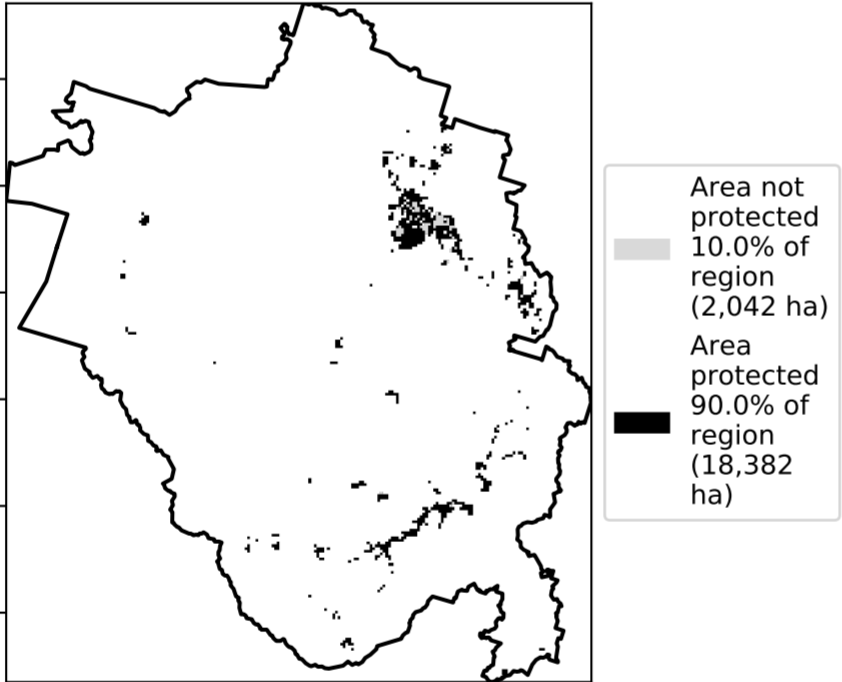 Area not
protected
10.0% of
region
(2,042 ha)
Area
protected
90.0% of
region
(18,382
ha)